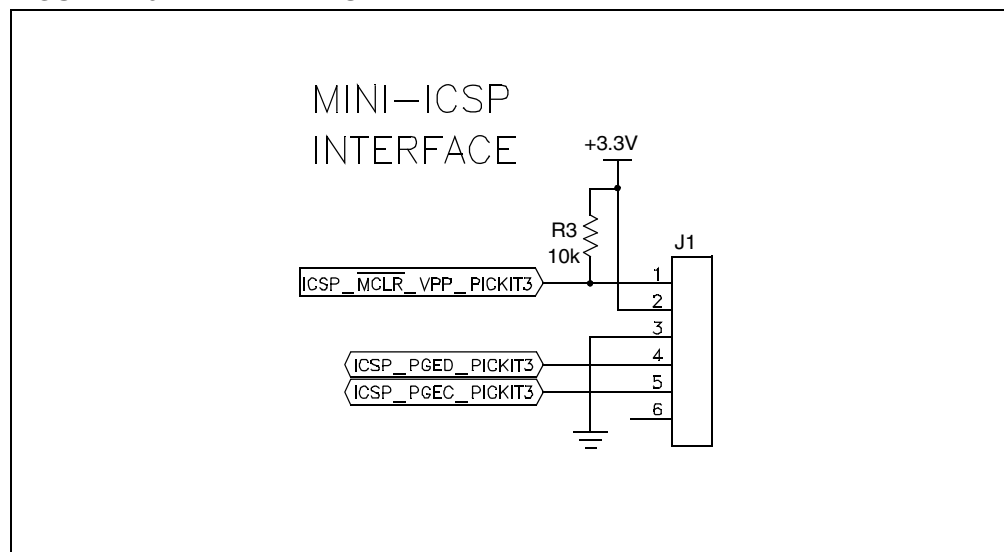 MINI-ICSP
INTERFACE
+3.3V
R3
10k
J1
ICSP_MCLR_VPP_PICKIT3
1
2
3
ICSP_PGED_PICKIT3
4
ICSP_PGEC_PICKIT3
5
6